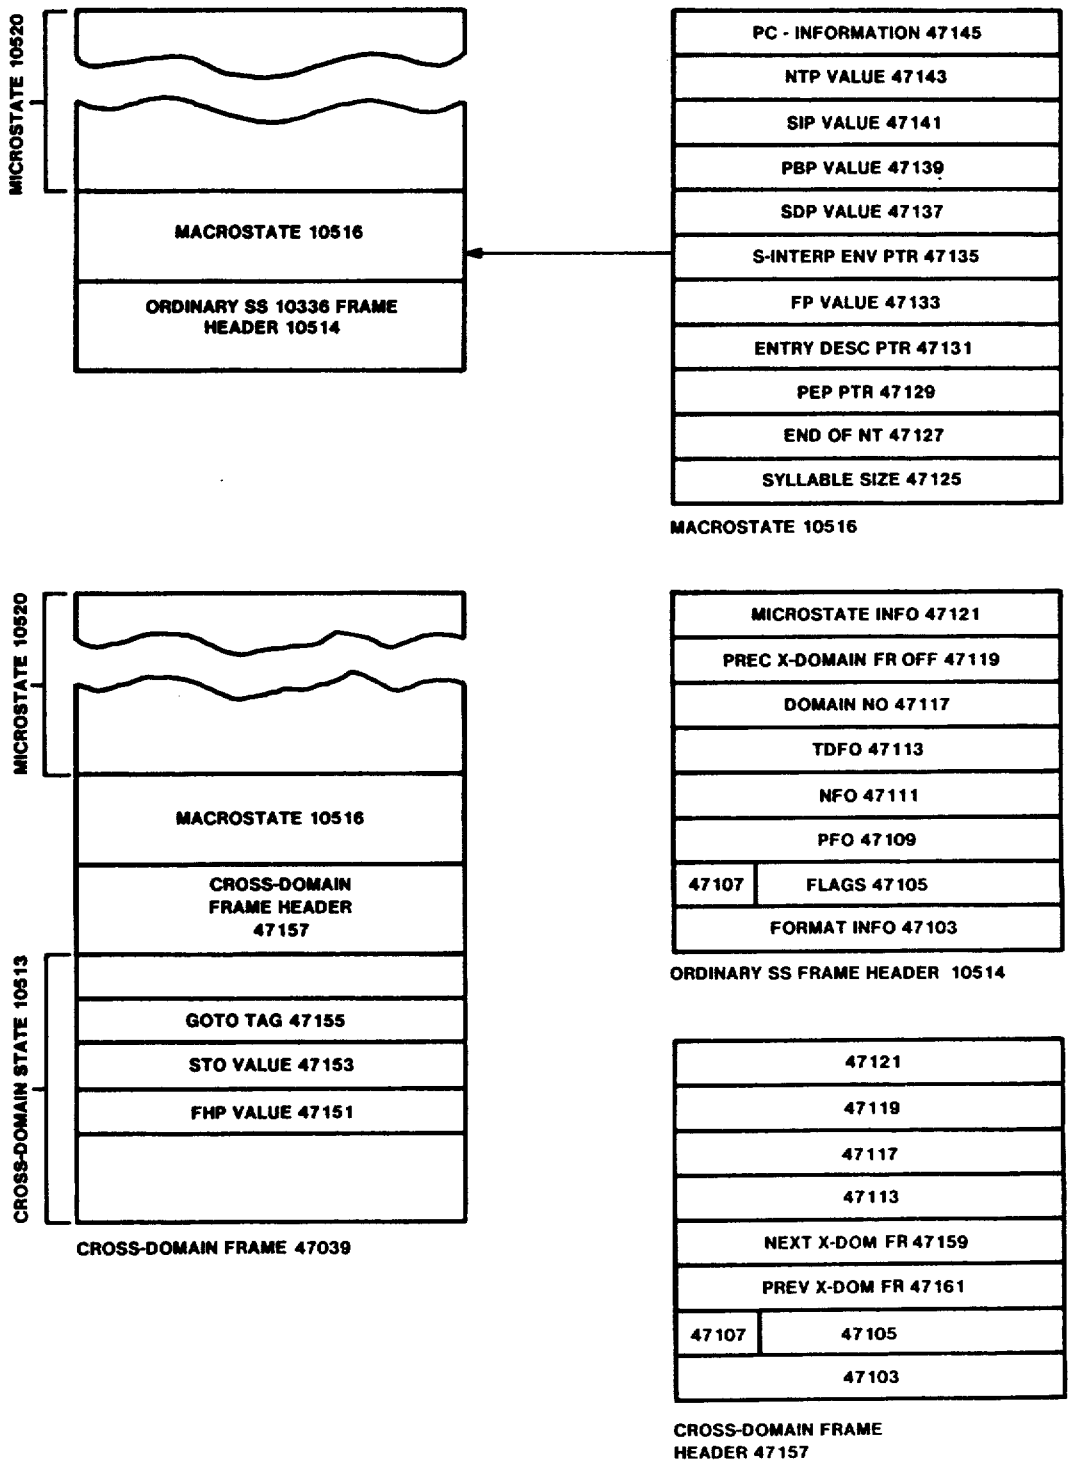 MICROSTATE 10520
MACROSTATE 10516
ORDINARY SS 10336 FRAME
HEADER 10514
PC - INFORMATION 47145
NTP VALUE 47143
SIP VALUE 47141
PBP VALUE 47139
SDP VALUE 47137
S-INTERP ENV PTR 47135
FP VALUE 47133
ENTRY DESC PTR 47131
PEP PTR 47129
END OF NT 47127
SYLLABLE SIZE 47125
MACROSTATE 10516
MICROSTATE 10520
MACROSTATE 10516
CROSS-DOMAIN
FRAME HEADER
47157
CROSS-DOMAIN STATE 10513
GOTO TAG 47155
STO VALUE 47153
FHP VALUE 47151
CROSS-DOMAIN FRAME 47039
MICROSTATE INFO 47121
PREC X-DOMAIN FR OFF 47119
DOMAIN NO 47117
TDFO 47113
NFO 47111
PFO 47109
47107 FLAGS 47105
FORMAT INFO 47103
ORDINARY SS FRAME HEADER 10514
47121
47119
47117
47113
NEXT X-DOM FR 47159
PREV X-DOM FR 47161
47107 47105
47103
CROSS-DOMAIN FRAME
HEADER 47157